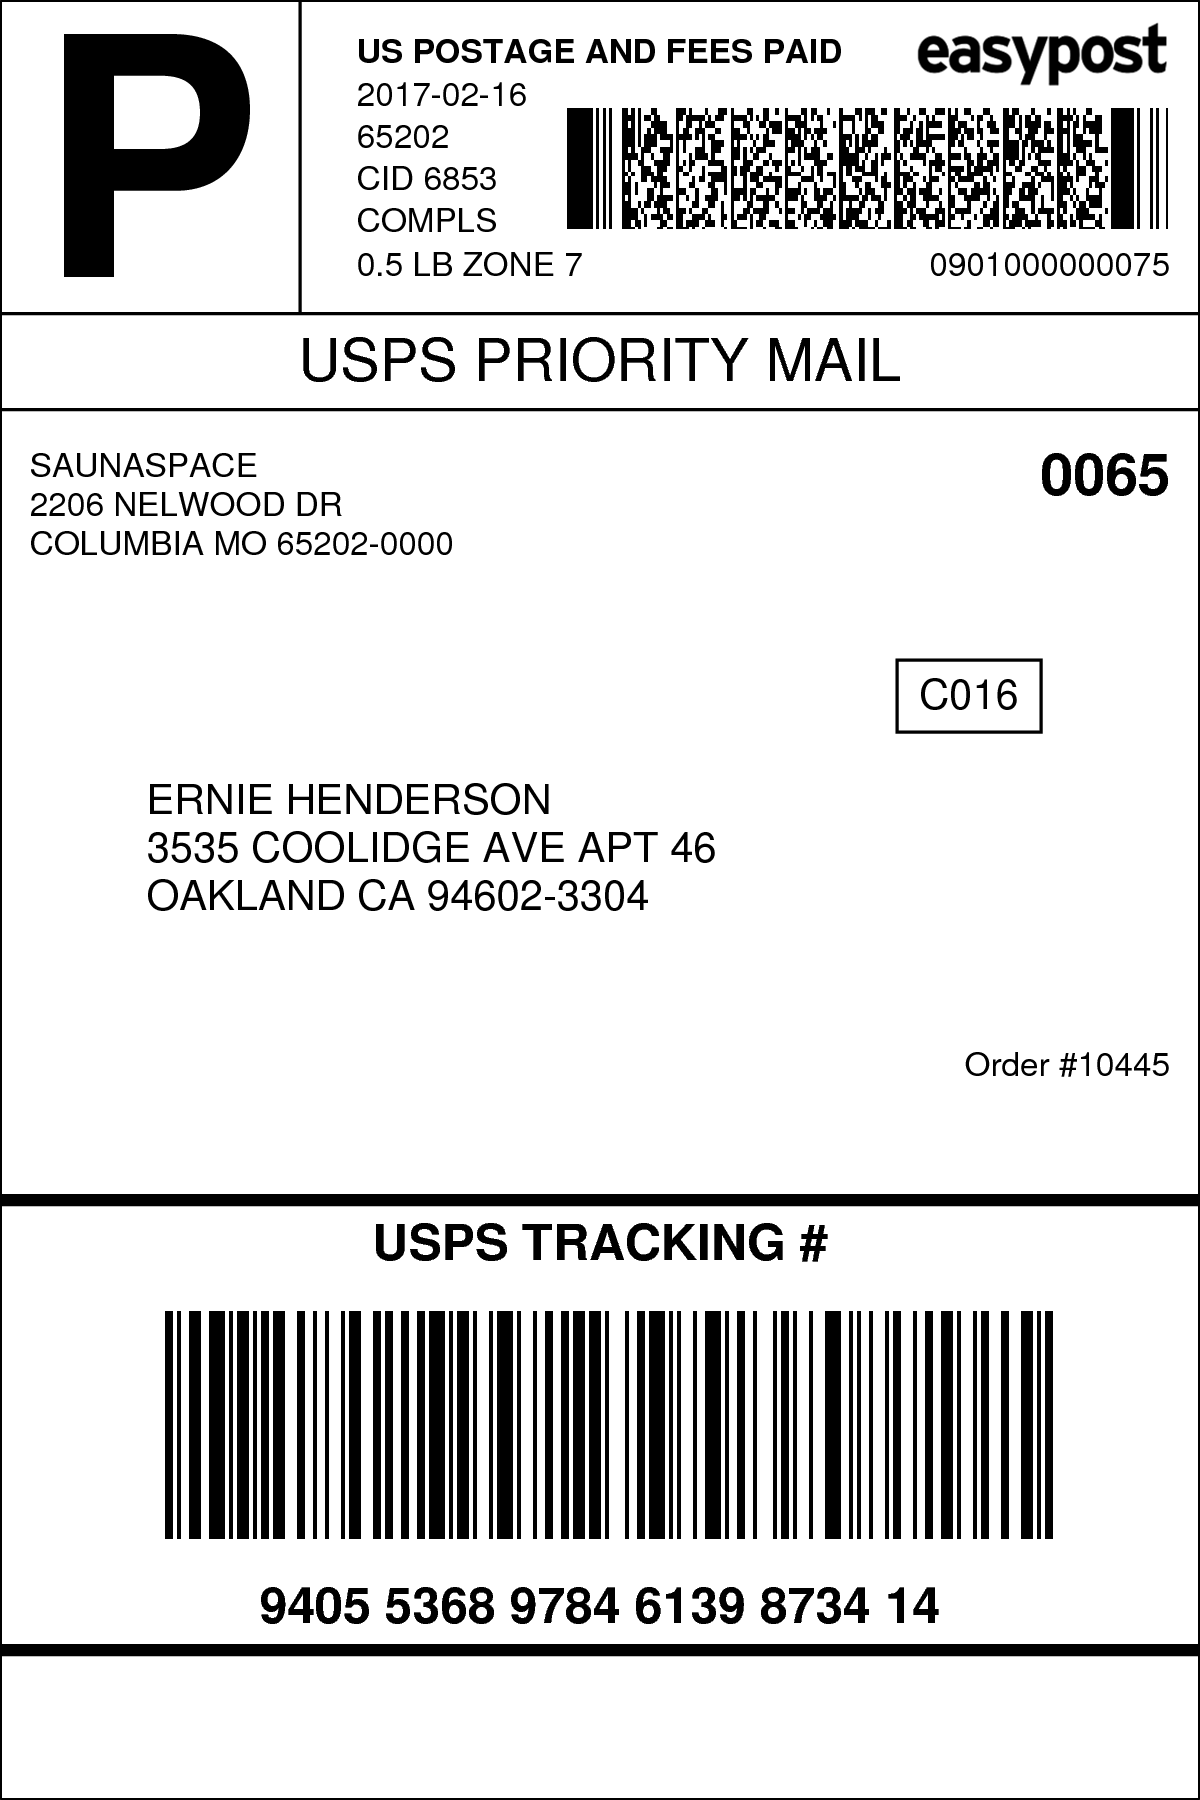 P
US POSTAGE AND FEES PAID
easypost
2017-02-16
65202
CID 6853
COMPLS
0.5 LB ZONE 7
0901000000075
USPS PRIORITY MAIL
SAUNASPACE
2206 NELWOOD DR
COLUMBIA MO 65202-0000
0065
C016
ERNIE HENDERSON
3535 COOLIDGE AVE APT 46
OAKLAND CA 94602-3304
Order #10445
USPS TRACKING #
9405 5368 9784 6139 8734 14